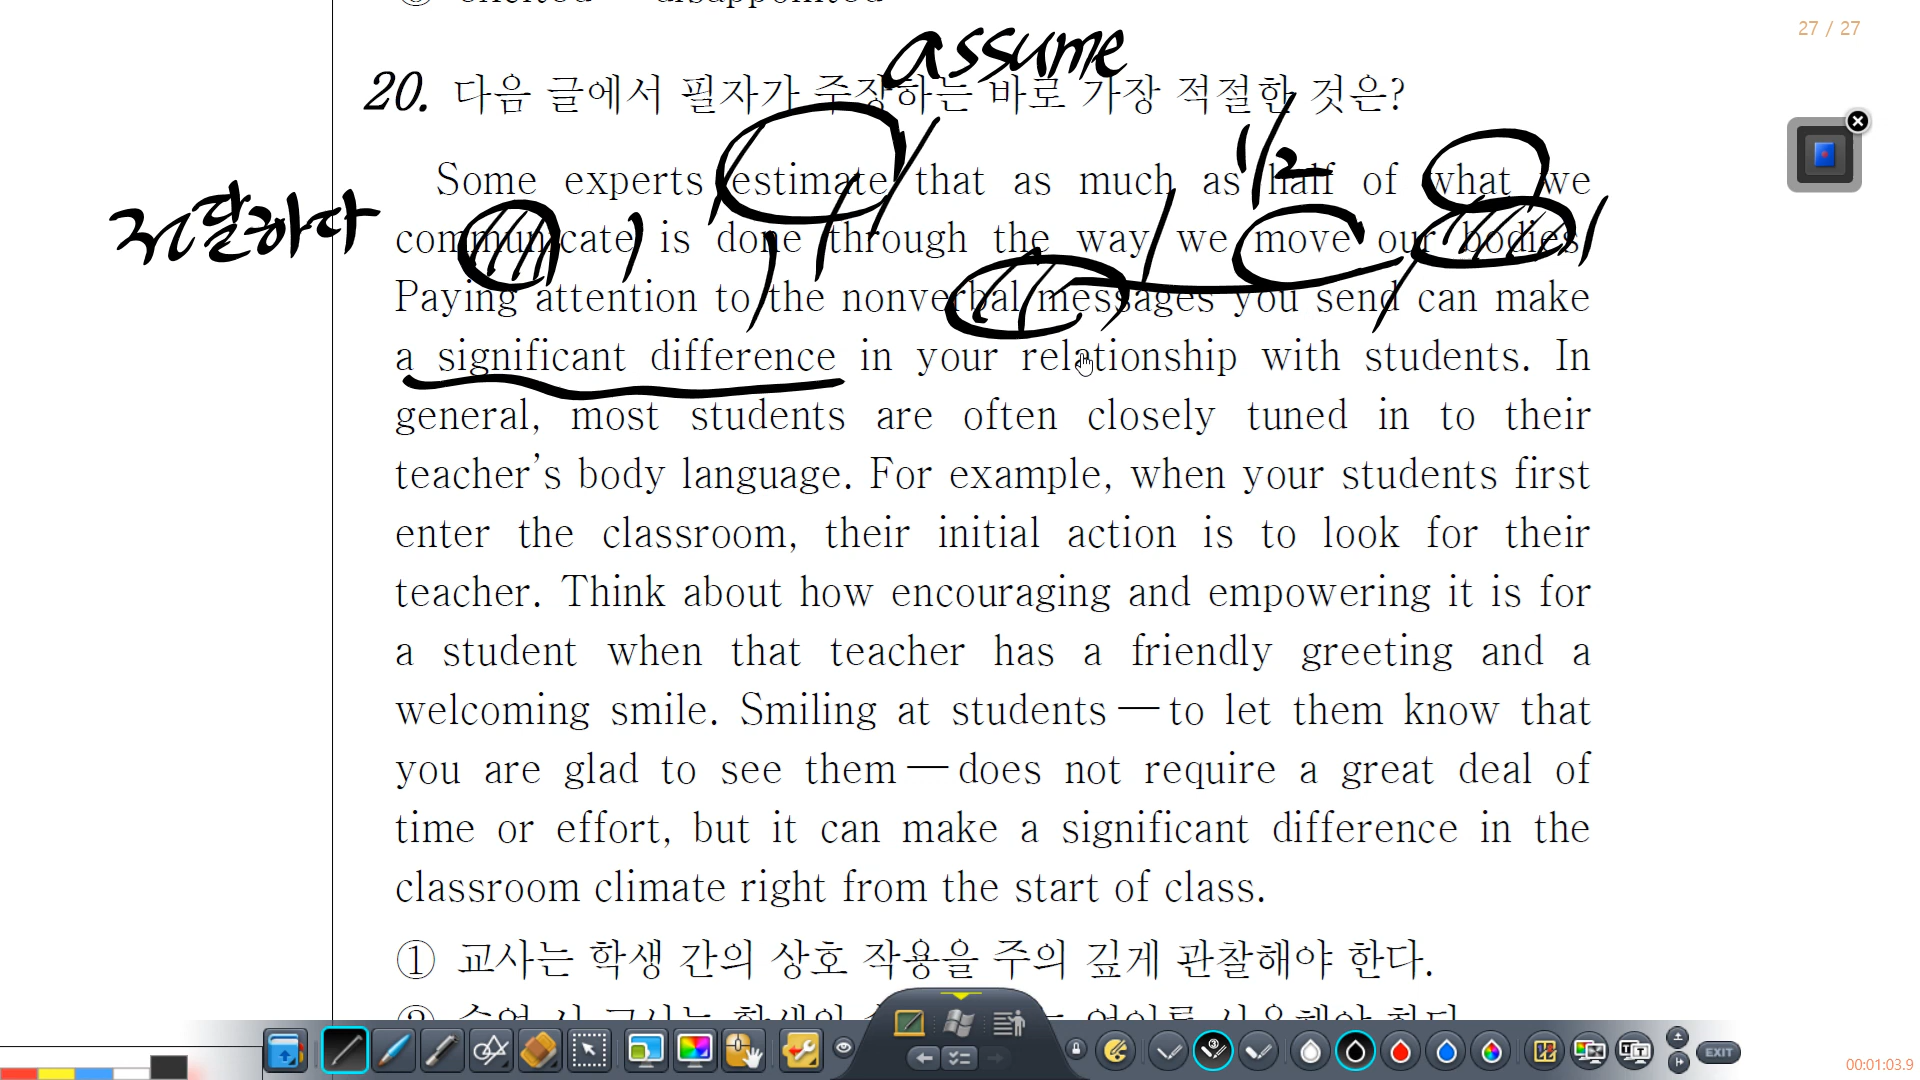 27 / 27
assume
20. 다음 글에서 필자가 주장하는 바로 가장 적절한 것은?
1/2
Some experts estimate that as much as half of what we
전달하다
communicate is done through the way we move our bodies.
Paying attention to the nonverbal messages you send can make
a significant difference in your relationship with students. In
general, most students are often closely tuned in to their
teacher's body language. For example, when your students first
enter the classroom, their initial action is to look for their
teacher. Think about how encouraging and empowering it is for
a student when that teacher has a friendly greeting and a
welcoming smile. Smiling at students — to let them know that
you are glad to see them — does not require a great deal of
time or effort, but it can make a significant difference in the
classroom climate right from the start of class.
① 교사는 학생 간의 상호 작용을 주의 깊게 관찰해야 한다.
EXIT
00:01:03.9